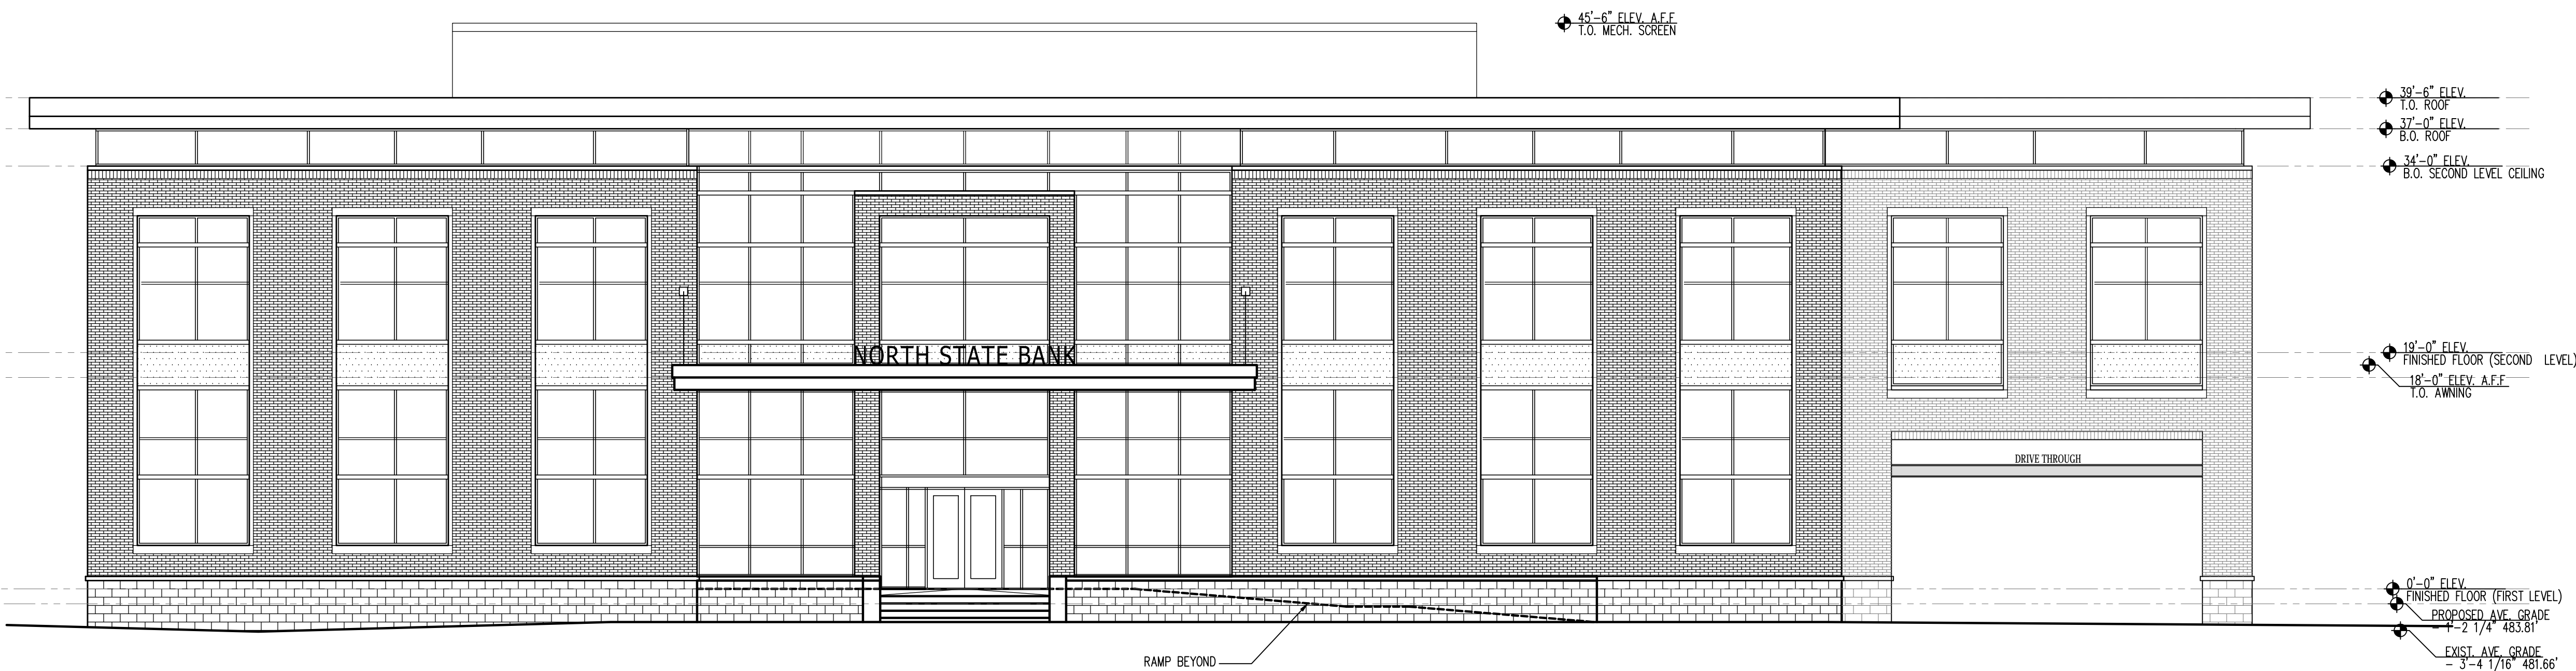 45'-6" ELEV. A.F.F
T.O. MECH. SCREEN
39'-6" ELEV.
T.O. ROOF
37'-0" ELEV.
B.O. ROOF
34'-0" ELEV.
B.O. SECOND LEVEL CEILING
NORTH STATE BANK
19'-0" ELEV.
FINISHED FLOOR (SECOND LEVEL)
18'-0" ELEV. A.F.F
T.O. AWNING
DRIVE THROUGH
0'-0" ELEV.
FINISHED FLOOR (FIRST LEVEL)
PROPOSED AVE. GRADE
- 1'-2 1/4" 483.81'
EXIST. AVE. GRADE
- 3'-4 1/16" 481.66'
RAMP BEYOND